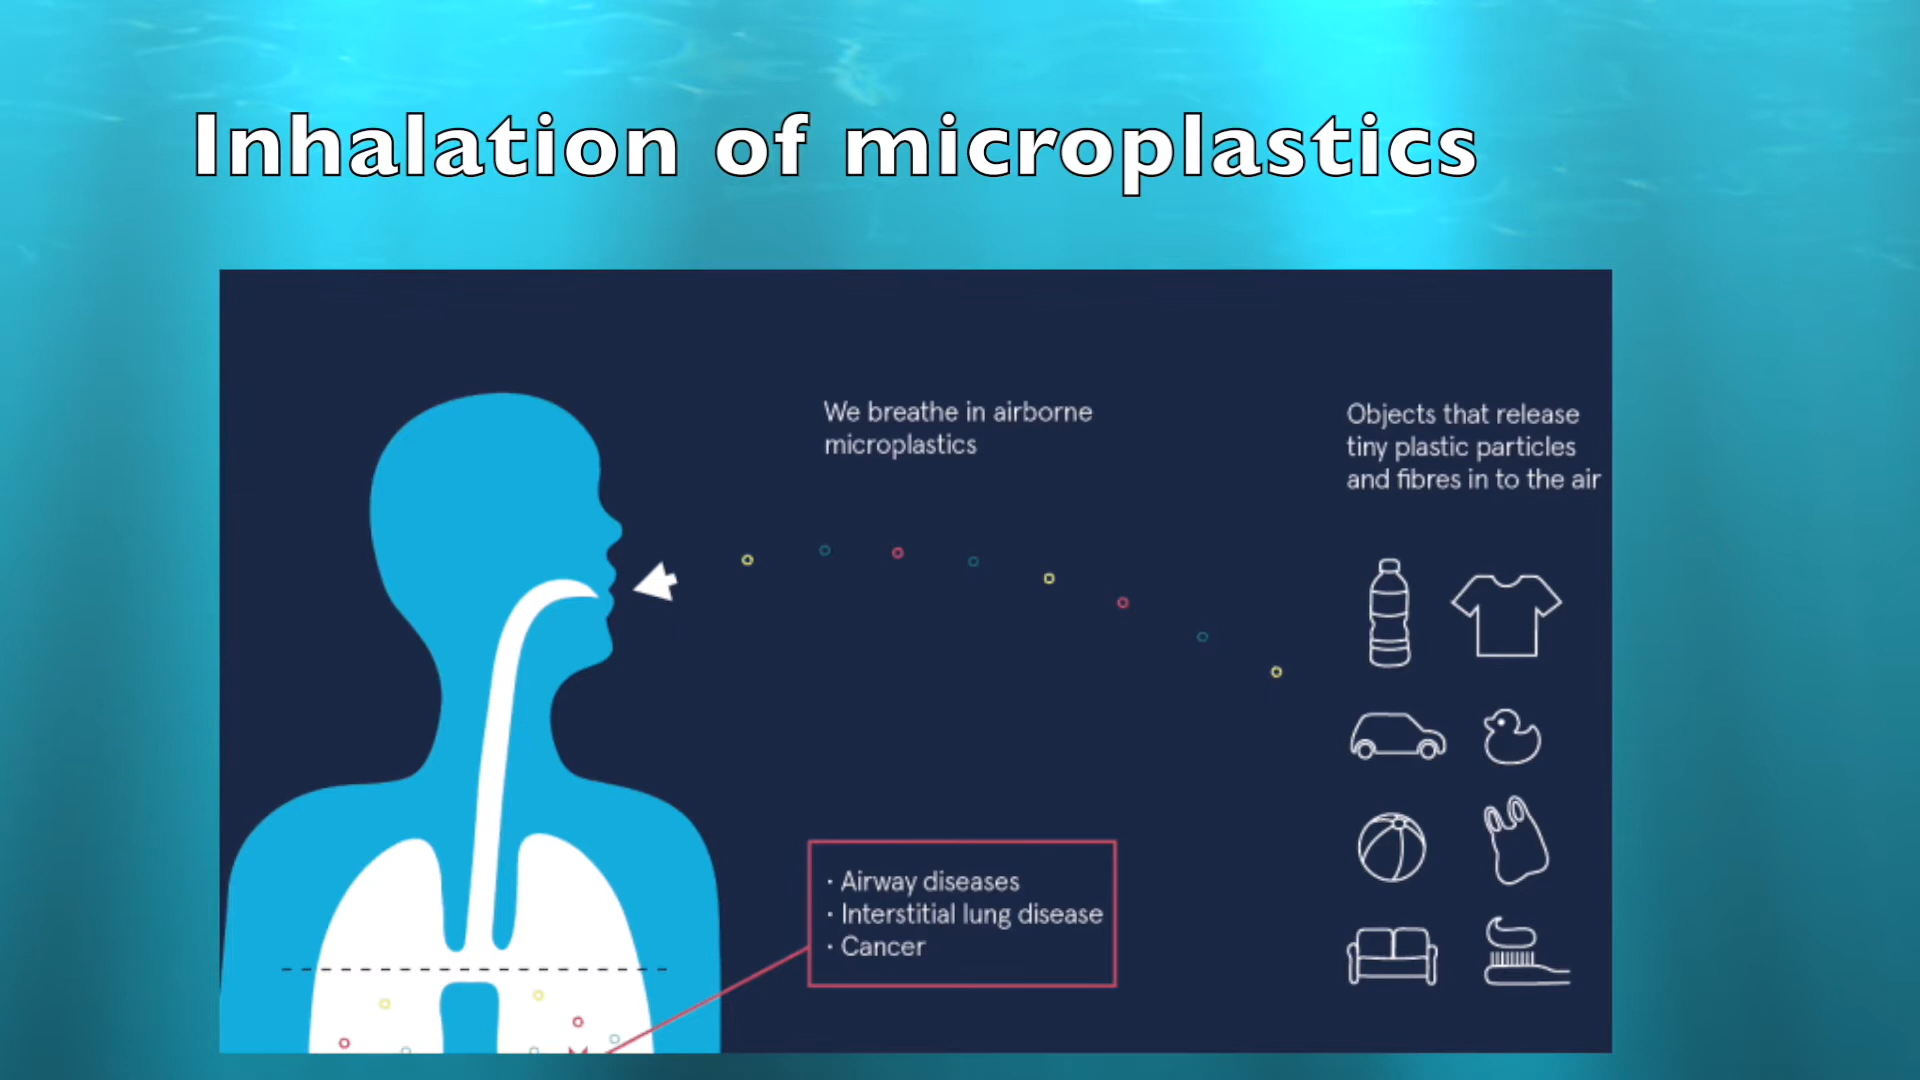 Inhalation of microplastics
We breathe in airborne
microplastics
Objects that release
tiny plastic particles
and fibres in to the air
· Airway diseases
· Interstitial lung disease
· Cancer